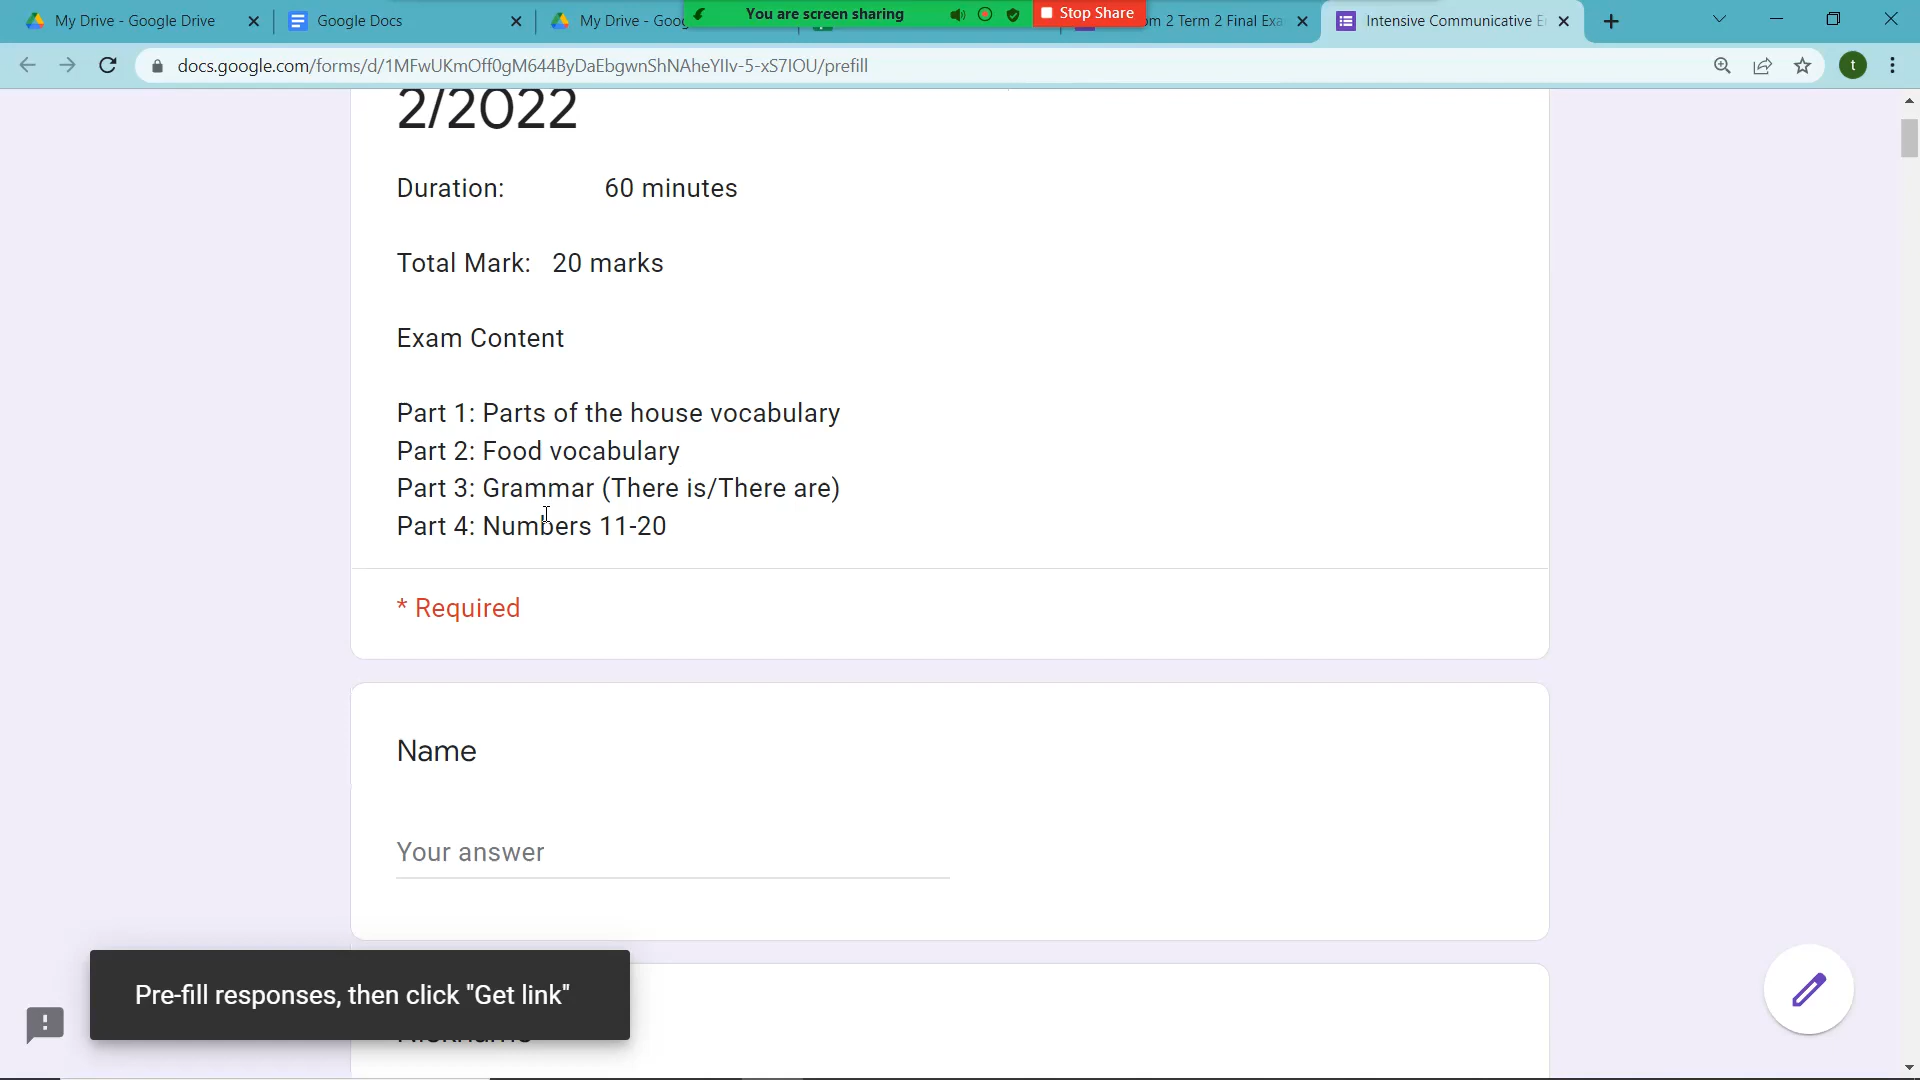 My Drive - Google Drive
Google Docs
My Drive - Goo
You are screen sharing
Stop Share
om 2 Term 2 Final Exa
Intensive Communicative E
docs.google.com/forms/d/1MFwUKmOff0gM644ByDaEbgwnShNAheYIIv-5-xS7IOU/prefill
t
2/2022
Duration: 60 minutes
Total Mark: 20 marks
Exam Content
Part 1: Parts of the house vocabulary
Part 2: Food vocabulary
Part 3: Grammar (There is/There are)
Part 4: Numbers 11-20
* Required
Name
Your answer
Pre-fill responses, then click "Get link"